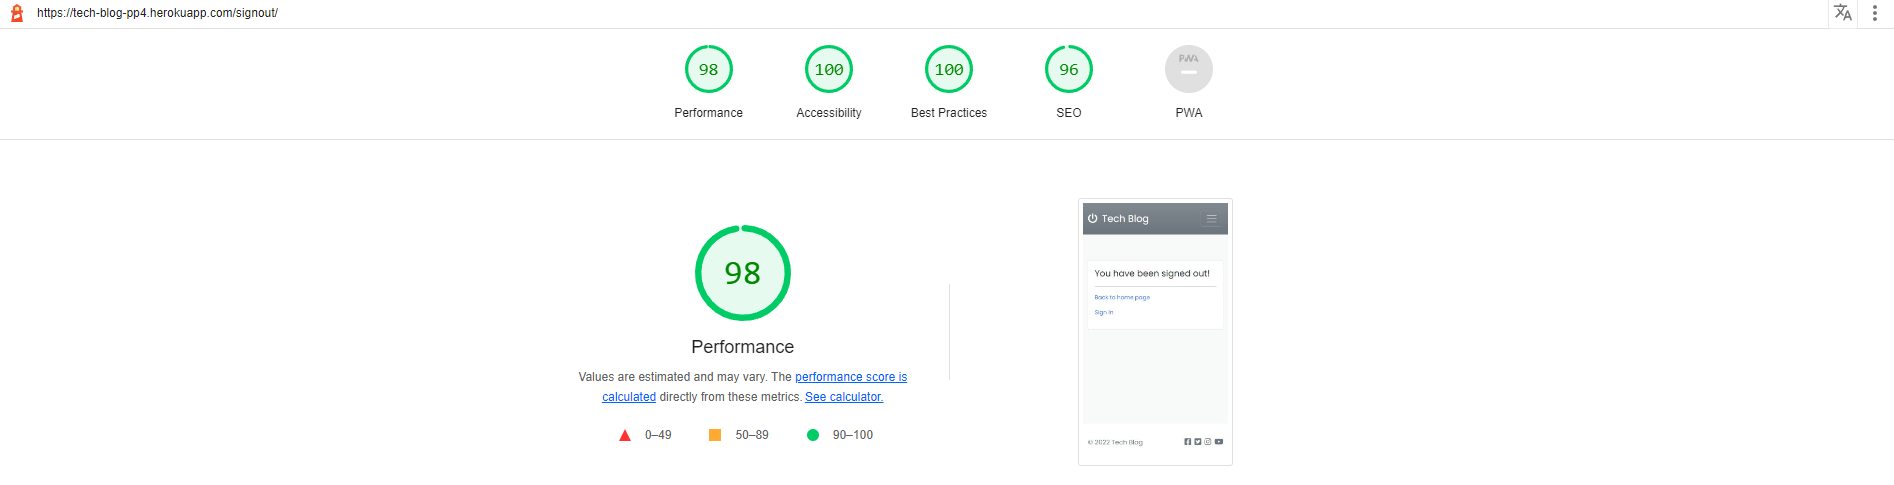 https://tech-blog-pp4.herokuapp.com/signout/
98 100 100 96 PWA
Performance Accessibility Best Practices SEO PWA
98
Performance
Values are estimated and may vary. The performance score is
calculated directly from these metrics. See calculator.
0–49 50–89 90–100
Tech Blog
You have been signed out!
Back to home page
Sign in
© 2022 Tech Blog